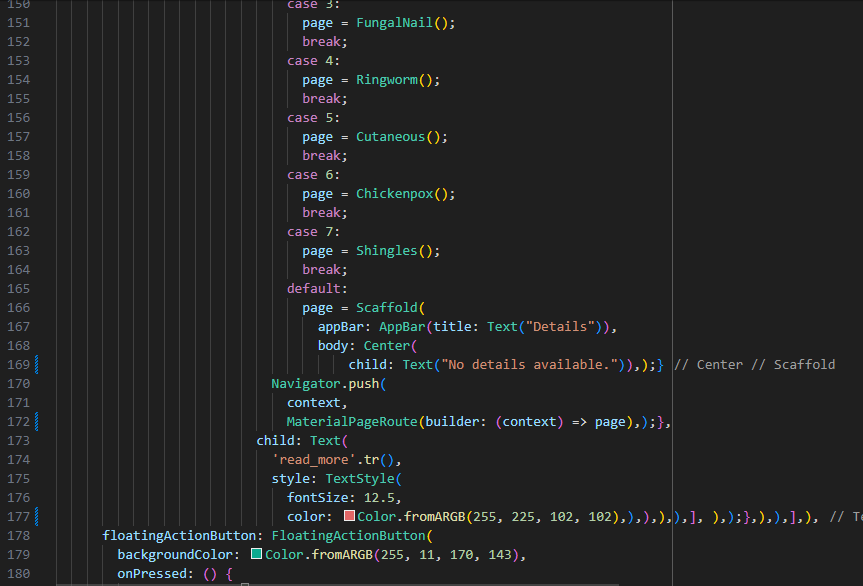 150 case 3:
151 page = FungalNail();
152 break;
153 case 4:
154 page = Ringworm();
155 break;
156 case 5:
157 page = Cutaneous();
158 break;
159 case 6:
160 page = Chickenpox();
161 break;
162 case 7:
163 page = Shingles();
164 break;
165 default:
166 page = Scaffold(
167 appBar: AppBar(title: Text("Details")),
168 body: Center(
169 child: Text("No details available.")),);} // Center // Scaffold
170 Navigator.push(
171 context,
172 MaterialPageRoute(builder: (context) => page),);},
173 child: Text(
174 'read_more'.tr(),
175 style: TextStyle(
176 fontSize: 12.5,
177 color: Color.fromARGB(255, 225, 102, 102),),),),),], ),);},),),],), // Te
178 floatingActionButton: FloatingActionButton(
179 backgroundColor: Color.fromARGB(255, 11, 170, 143),
180 onPressed: () {